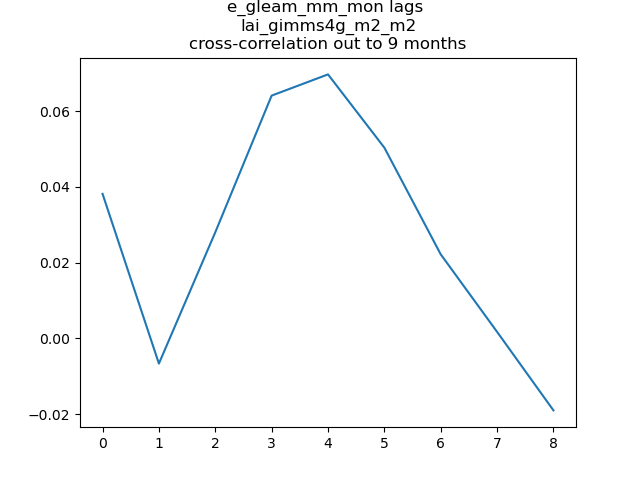 e_gleam_mm_mon lags
lai_gimms4g_m2_m2
cross-correlation out to 9 months
0.06
0.04
0.02
0.00
−0.02
0 1 2 3 4 5 6 7 8